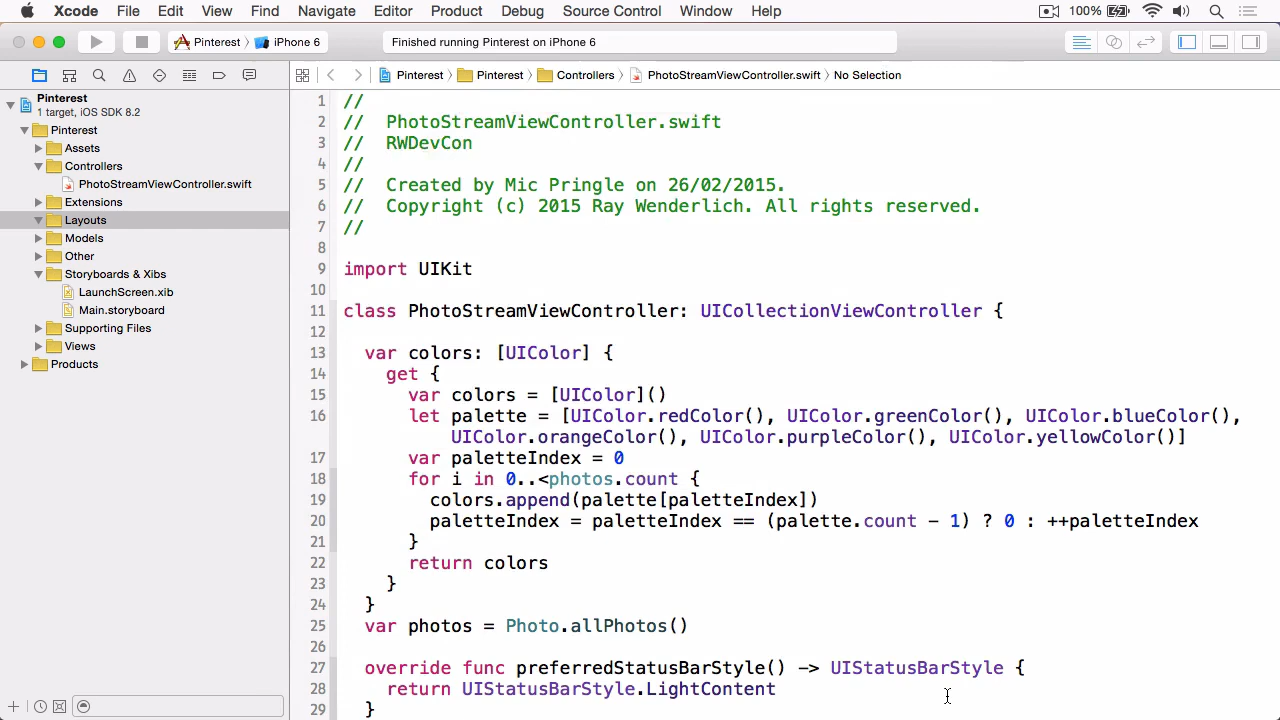 Xcode File Edit View Find Navigate Editor Product Debug Source Control Window Help 100%
Pinterest iPhone 6 Finished running Pinterest on iPhone 6
Pinterest Pinterest Controllers PhotoStreamViewController.swift No Selection
Pinterest
1 target, iOS SDK 8.2
Pinterest
Assets
Controllers
PhotoStreamViewController.swift
Extensions
Layouts
Models
Other
Storyboards & Xibs
LaunchScreen.xib
Main.storyboard
Supporting Files
Views
Products
1 //
2 // PhotoStreamViewController.swift
3 // RWDevCon
4 //
5 // Created by Mic Pringle on 26/02/2015.
6 // Copyright (c) 2015 Ray Wenderlich. All rights reserved.
7 //
8
9 import UIKit
10
11 class PhotoStreamViewController: UICollectionViewController {
12
13 var colors: [UIColor] {
14 get {
15 var colors = [UIColor]()
16 let palette = [UIColor.redColor(), UIColor.greenColor(), UIColor.blueColor(),
UIColor.orangeColor(), UIColor.purpleColor(), UIColor.yellowColor()]
17 var paletteIndex = 0
18 for i in 0..<photos.count {
19 colors.append(palette[paletteIndex])
20 paletteIndex = paletteIndex == (palette.count - 1) ? 0 : ++paletteIndex
21 }
22 return colors
23 }
24 }
25 var photos = Photo.allPhotos()
26
27 override func preferredStatusBarStyle() -> UIStatusBarStyle {
28 return UIStatusBarStyle.LightContent
29 }